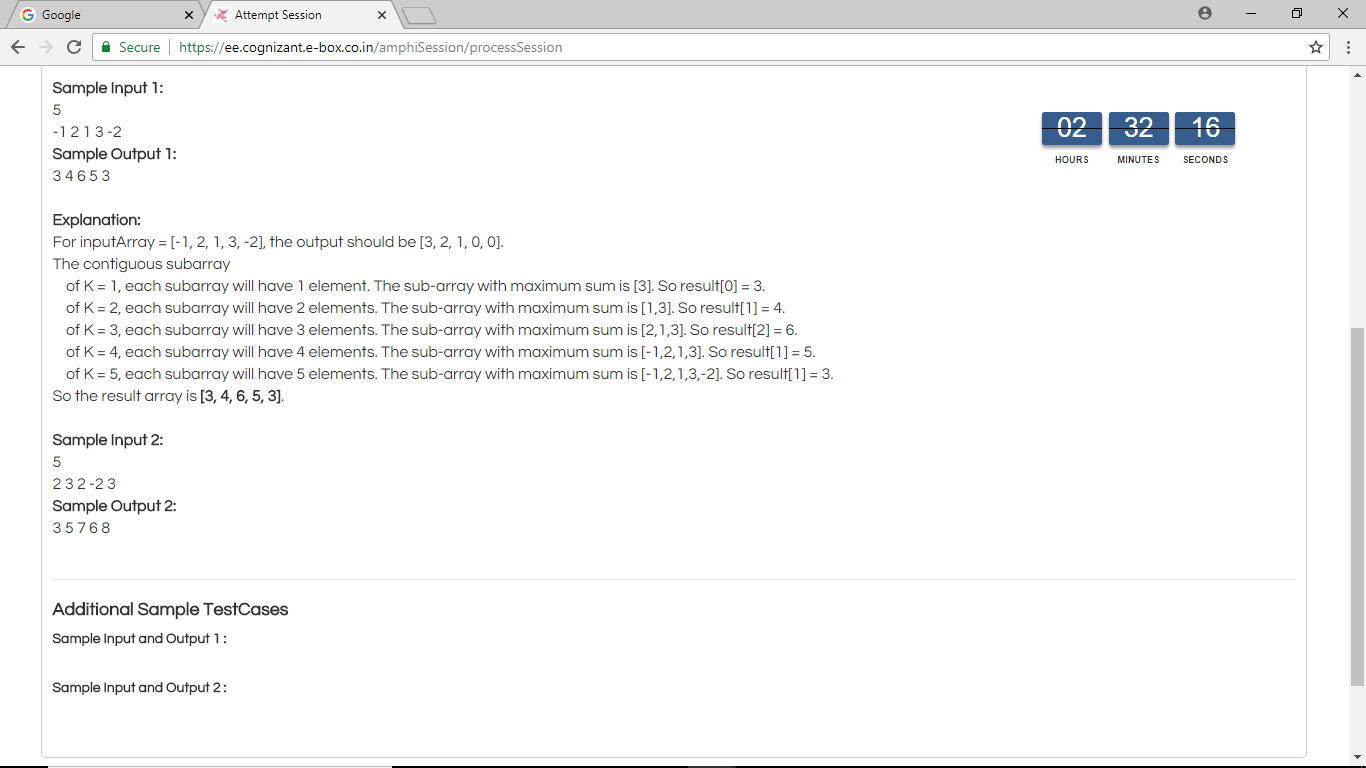 Google
Attempt Session
Secure
https://ee.cognizant.e-box.co.in/amphiSession/processSession
Sample Input 1:
5
-1 2 1 3 -2
Sample Output 1:
3 4 6 5 3
02 32 16
HOURS MINUTES SECONDS
Explanation:
For inputArray = [-1, 2, 1, 3, -2], the output should be [3, 2, 1, 0, 0].
The contiguous subarray
of K = 1, each subarray will have 1 element. The sub-array with maximum sum is [3]. So result[0] = 3.
of K = 2, each subarray will have 2 elements. The sub-array with maximum sum is [1,3]. So result[1] = 4.
of K = 3, each subarray will have 3 elements. The sub-array with maximum sum is [2,1,3]. So result[2] = 6.
of K = 4, each subarray will have 4 elements. The sub-array with maximum sum is [-1,2,1,3]. So result[1] = 5.
of K = 5, each subarray will have 5 elements. The sub-array with maximum sum is [-1,2,1,3,-2]. So result[1] = 3.
So the result array is [3, 4, 6, 5, 3].
Sample Input 2:
5
2 3 2 -2 3
Sample Output 2:
3 5 7 6 8
Additional Sample TestCases
Sample Input and Output 1 :
Sample Input and Output 2 :